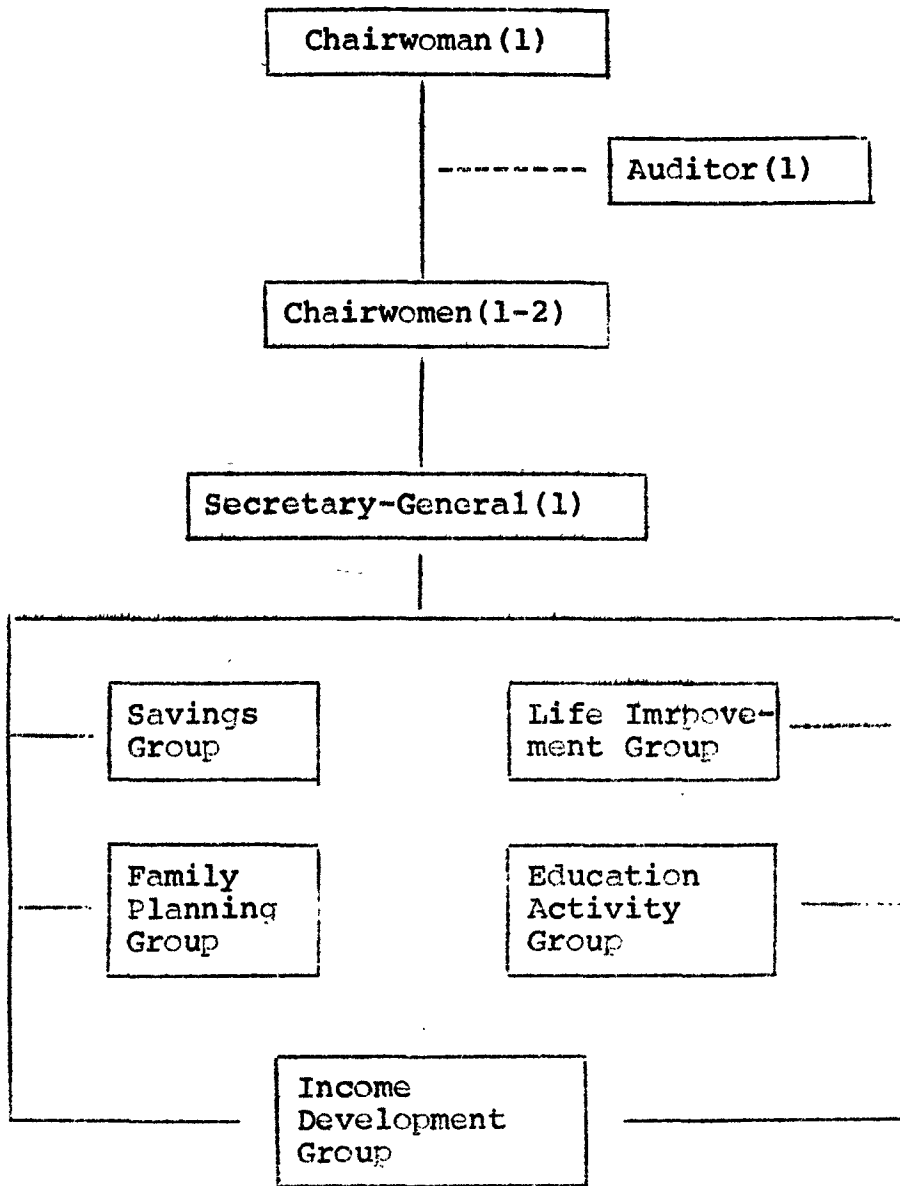 Chairwoman(1)
Auditor(1)
Chairwomen(1-2)
Secretary-General(1)
Savings
Group
Life Imrpove-
ment Group
Family
Planning
Group
Education
Activity
Group
Income
Development
Group